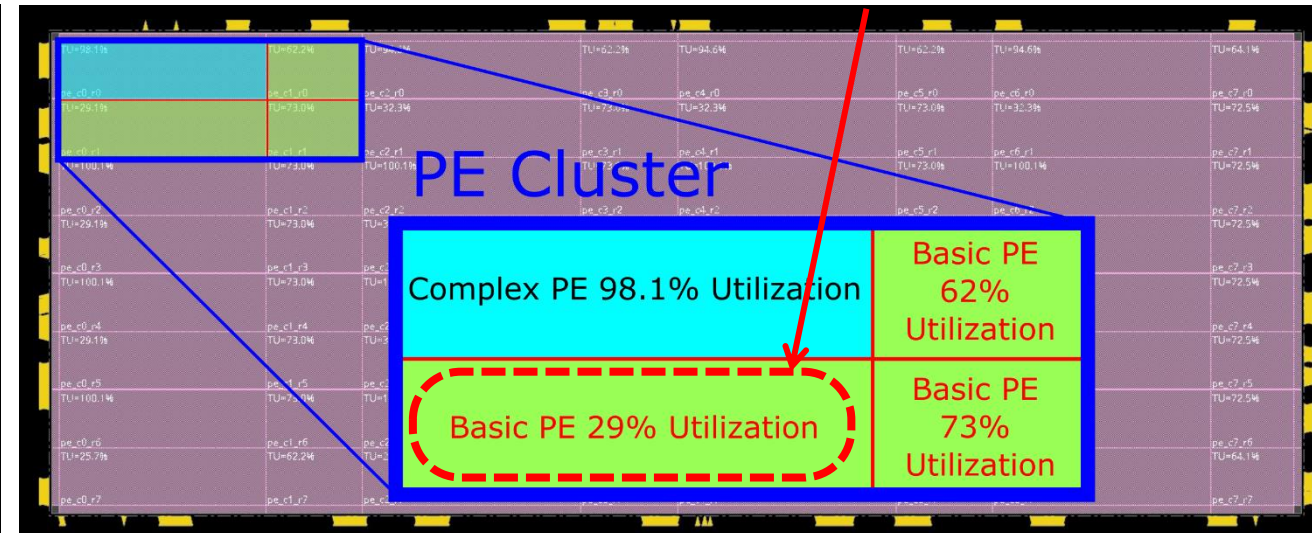 TU=98.1% TU=62.2% TU=62.2% TU=94.6% TU=62.2% TU=94.6% TU=64.1%
pe_c0_r0 pe_c1_r0 pe_c2_r0 pe_c3_r0 pe_c4_r0 pe_c5_r0 pe_c6_r0 pe_c7_r0
TU=29.1% TU=73.0% TU=32.3% TU=73.0% TU=32.3% TU=73.0% TU=32.3% TU=72.5%
pe_c0_r1 pe_c1_r1 pe_c2_r1 pe_c3_r1 pe_c4_r1 pe_c5_r1 pe_c6_r1 pe_c7_r1
TU=100.1% TU=73.0% TU=100.1% TU=73.0% TU=100.1% TU=72.5%
PE Cluster
pe_c0_r2 pe_c1_r2 pe_c2_r2 pe_c3_r2 pe_c4_r2 pe_c5_r2 pe_c6_r2 pe_c7_r2
TU=29.1% TU=73.0% TU=72.5%
Complex PE 98.1% Utilization
Basic PE
62%
Utilization
pe_c0_r3 pe_c1_r3 pe_c7_r3
TU=100.1% TU=73.0% TU=72.5%
pe_c0_r4 pe_c1_r4 pe_c7_r4
TU=29.1% TU=73.0% TU=72.5%
Basic PE 29% Utilization
Basic PE
73%
Utilization
pe_c0_r5 pe_c1_r5 pe_c7_r5
TU=100.1% TU=73.0% TU=72.5%
pe_c0_r6 pe_c1_r6 pe_c7_r6
TU=25.7% TU=62.2% TU=64.1%
pe_c0_r7 pe_c1_r7 pe_c7_r7